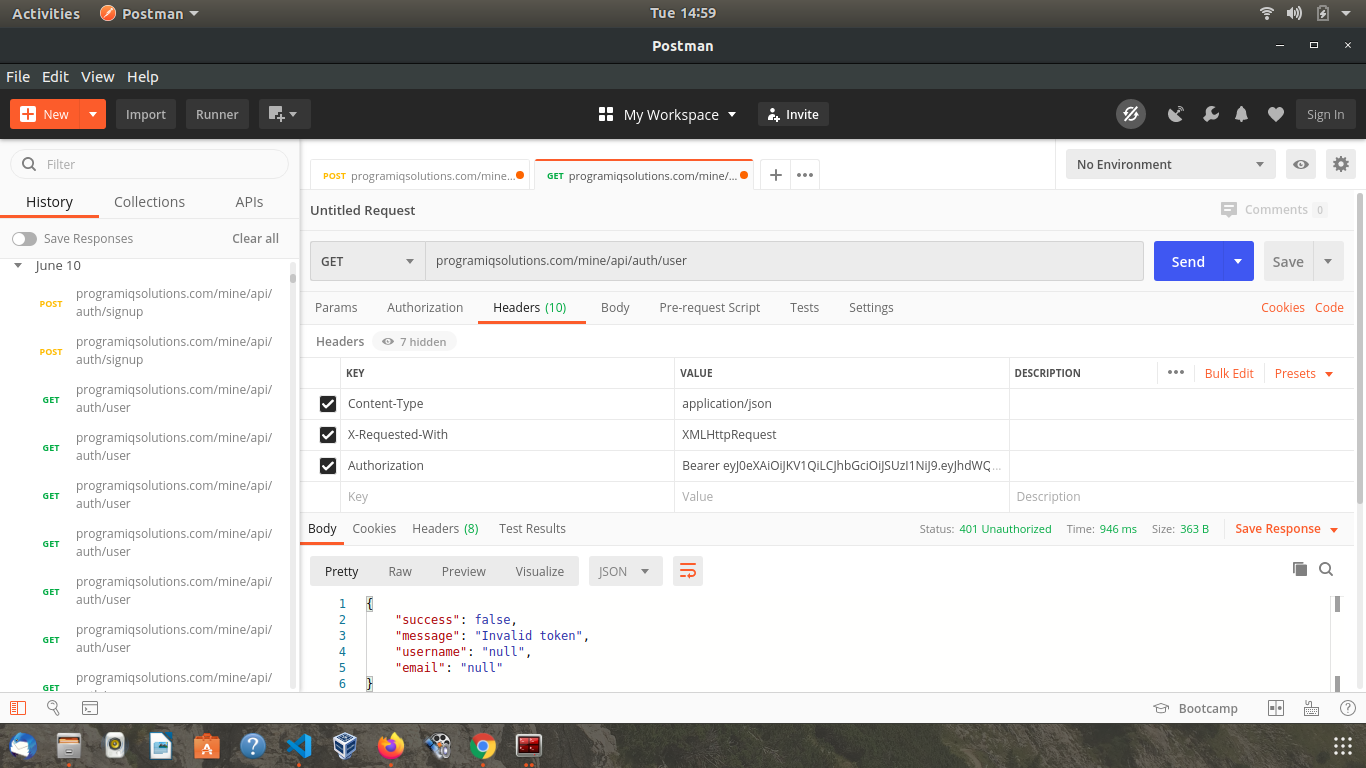 Activities Postman Tue 14:59
Postman
File Edit View Help
New Import Runner My Workspace Invite Sign In
Filter
History Collections APIs
Save Responses Clear all
June 10
POST programiqsolutions.com/mine/api/
auth/signup
POST programiqsolutions.com/mine/api/
auth/signup
GET programiqsolutions.com/mine/api/
auth/user
GET programiqsolutions.com/mine/api/
auth/user
GET programiqsolutions.com/mine/api/
auth/user
GET programiqsolutions.com/mine/api/
auth/user
GET programiqsolutions.com/mine/api/
auth/user
GET programiqsolutions.com/mine/api/
auth/user
GET programiqsolutions.com/mine/api/
POST programiqsolutions.com/mine... GET programiqsolutions.com/mine/... + ••• No Environment
Untitled Request Comments 0
GET programiqsolutions.com/mine/api/auth/user Send Save
Params Authorization Headers (10) Body Pre-request Script Tests Settings Cookies Code
Headers 7 hidden
KEY VALUE DESCRIPTION ••• Bulk Edit Presets
Content-Type application/json
X-Requested-With XMLHttpRequest
Authorization Bearer eyJ0eXAiOiJKV1QiLCJhbGciOiJSUzI1NiJ9.eyJhdWQ...
Key Value Description
Body Cookies Headers (8) Test Results Status: 401 Unauthorized Time: 946 ms Size: 363 B Save Response
Pretty Raw Preview Visualize JSON
1 {
2 "success": false,
3 "message": "Invalid token",
4 "username": "null",
5 "email": "null"
6 }
Bootcamp